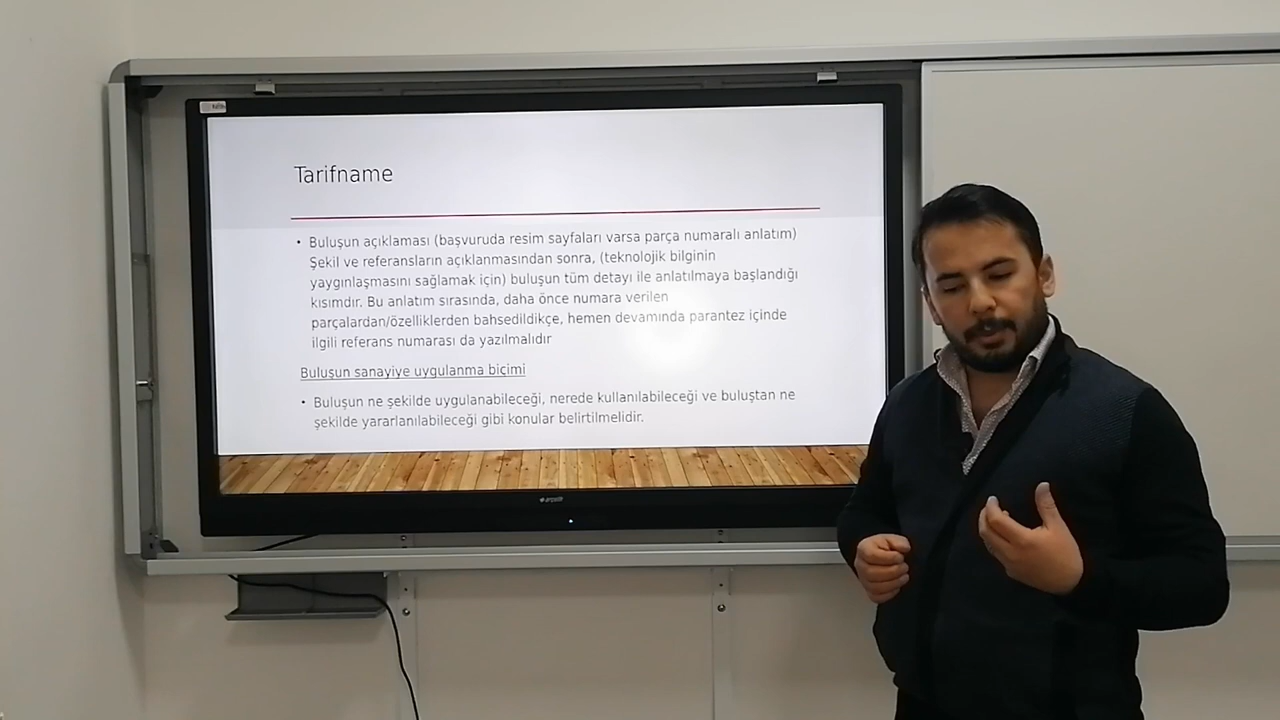 Tarifname
• Buluşun açıklaması (başvuruda resim sayfaları varsa parça numaralı anlatım)
Şekil ve referansların açıklanmasından sonra, (teknolojik bilginin
yaygınlaşmasını sağlamak için) buluşun tüm detayı ile anlatılmaya başlandığı
kısımdır. Bu anlatım sırasında, daha önce numara verilen
parçalardan/özelliklerden bahsedildikçe, hemen devamında parantez içinde
ilgili referans numarası da yazılmalıdır
Buluşun sanayiye uygulanma biçimi
• Buluşun ne şekilde uygulanabileceği, nerede kullanılabileceği ve buluştan ne
şekilde yararlanılabileceği gibi konular belirtilmelidir.
arçelik